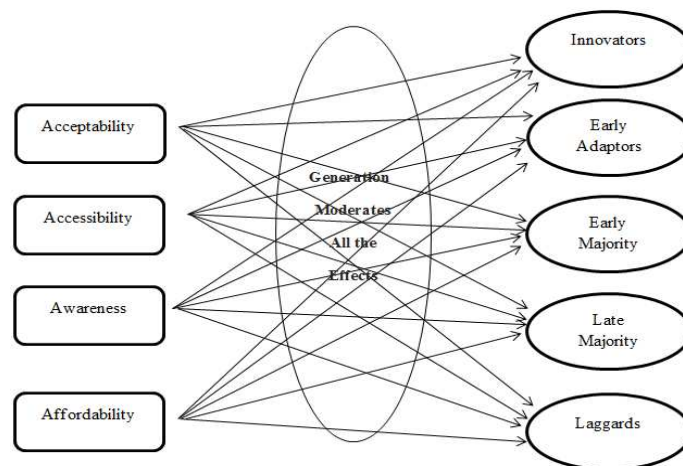 Acceptability
Accessibility
Awareness
Affordability
Generation
Moderates
All the
Effects
Innovators
Early
Adaptors
Early
Majority
Late
Majority
Laggards